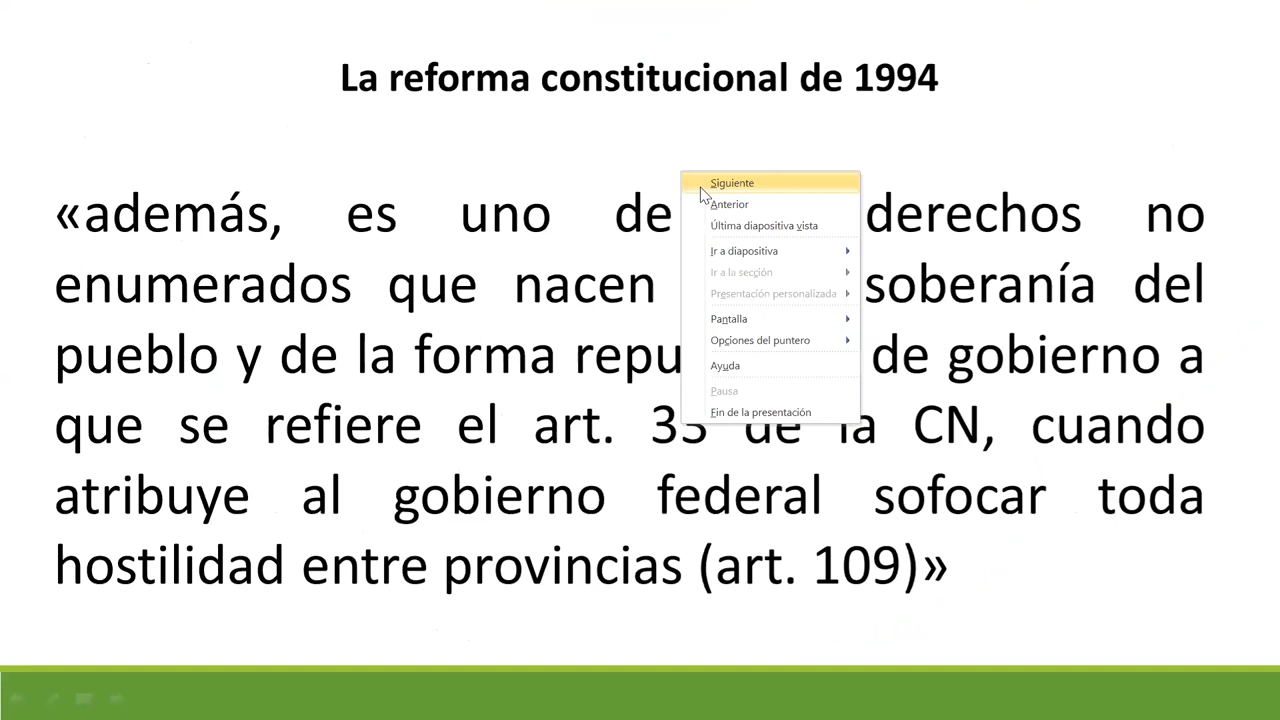 La reforma constitucional de 1994
«además, es uno de derechos no
enumerados que nacen soberanía del
pueblo y de la forma repu de gobierno a
que se refiere el art. 33 de la CN, cuando
atribuye al gobierno federal sofocar toda
hostilidad entre provincias (art. 109)»
Siguiente
Anterior
Última diapositiva vista
Ir a diapositiva
Ir a la sección
Presentación personalizada
Pantalla
Opciones del puntero
Ayuda
Pausa
Fin de la presentación